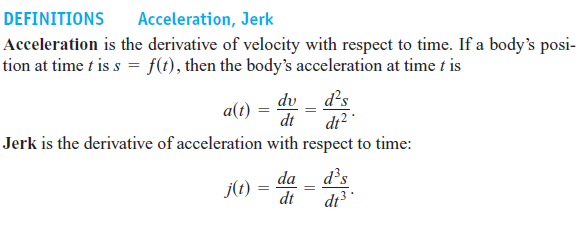 DEFINITIONS Acceleration, Jerk
Acceleration is the derivative of velocity with respect to time. If a body’s posi-
tion at time t is s = f(t), then the body’s acceleration at time t is
a(t) = dv/dt = d²s/dt².
Jerk is the derivative of acceleration with respect to time:
j(t) = da/dt = d³s/dt³.